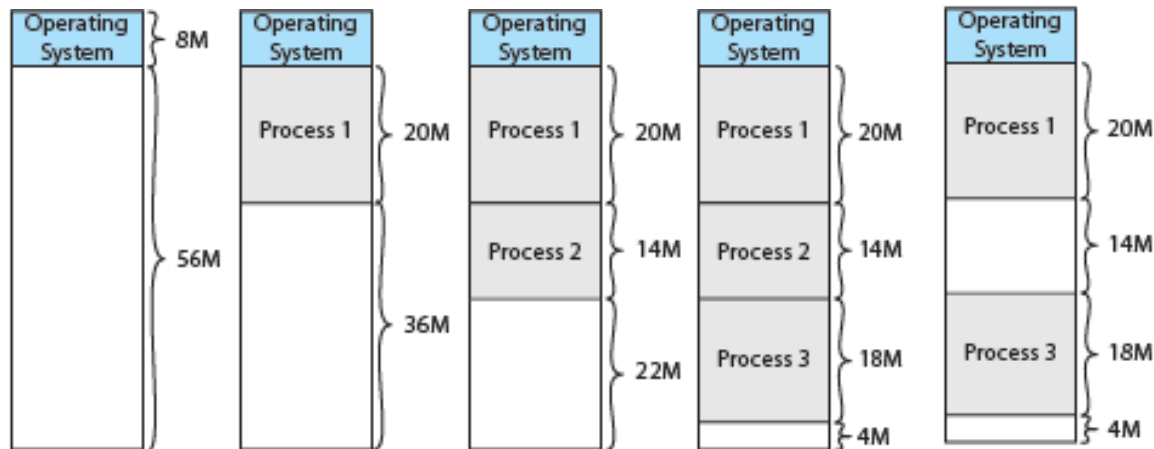 Operating
System
8M
56M
Operating
System
Process 1
20M
36M
Operating
System
Process 1
20M
Process 2
14M
22M
Operating
System
Process 1
20M
Process 2
14M
Process 3
18M
4M
Operating
System
Process 1
20M
14M
Process 3
18M
4M